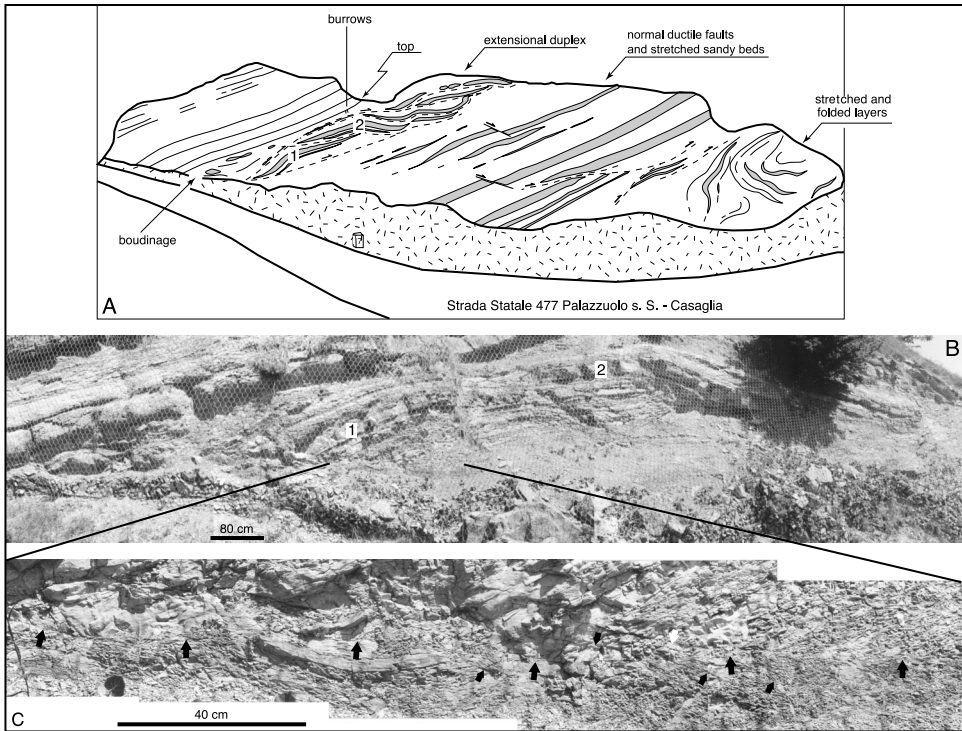 burrows
top
extensional duplex
normal ductile faults
and stretched sandy beds
stretched and
folded layers
2
1
boudinage
A
Strada Statale 477 Palazzuolo s. S. - Casaglia
B
2
1
80 cm
C
40 cm